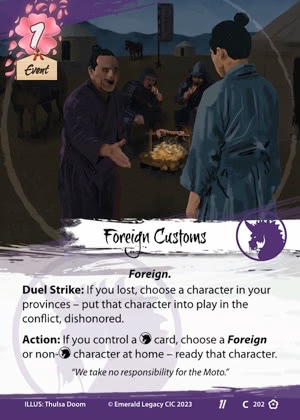 1
Event
Foreign Customs
Foreign.
Duel Strike: If you lost, choose a character in your
provinces – put that character into play in the
conflict, dishonored.
Action: If you control a card, choose a Foreign
or non- character at home – ready that character.
“We take no responsibility for the Moto.”
ILLUS: Thulsa Doom © Emerald Legacy CIC 2023 C 202